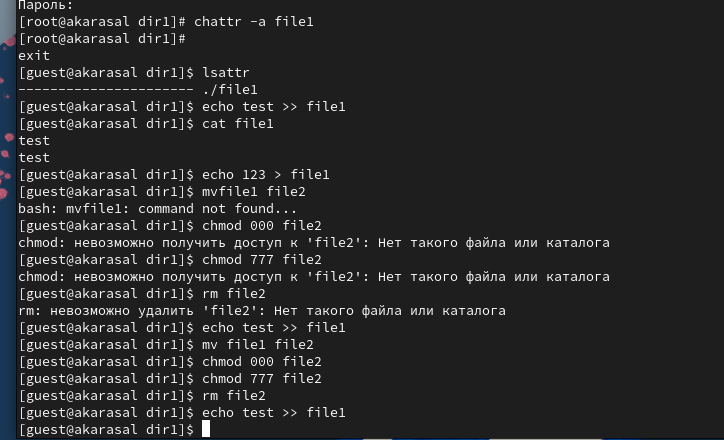 Пароль:
[root@akarasal dir1]# chattr -a file1
[root@akarasal dir1]#
exit
[guest@akarasal dir1]$ lsattr
---------------------- ./file1
[guest@akarasal dir1]$ echo test >> file1
[guest@akarasal dir1]$ cat file1
test
test
[guest@akarasal dir1]$ echo 123 > file1
[guest@akarasal dir1]$ mvfile1 file2
bash: mvfile1: command not found...
[guest@akarasal dir1]$ chmod 000 file2
chmod: невозможно получить доступ к 'file2': Нет такого файла или каталога
[guest@akarasal dir1]$ chmod 777 file2
chmod: невозможно получить доступ к 'file2': Нет такого файла или каталога
[guest@akarasal dir1]$ rm file2
rm: невозможно удалить 'file2': Нет такого файла или каталога
[guest@akarasal dir1]$ echo test >> file1
[guest@akarasal dir1]$ mv file1 file2
[guest@akarasal dir1]$ chmod 000 file2
[guest@akarasal dir1]$ chmod 777 file2
[guest@akarasal dir1]$ rm file2
[guest@akarasal dir1]$ echo test >> file1
[guest@akarasal dir1]$